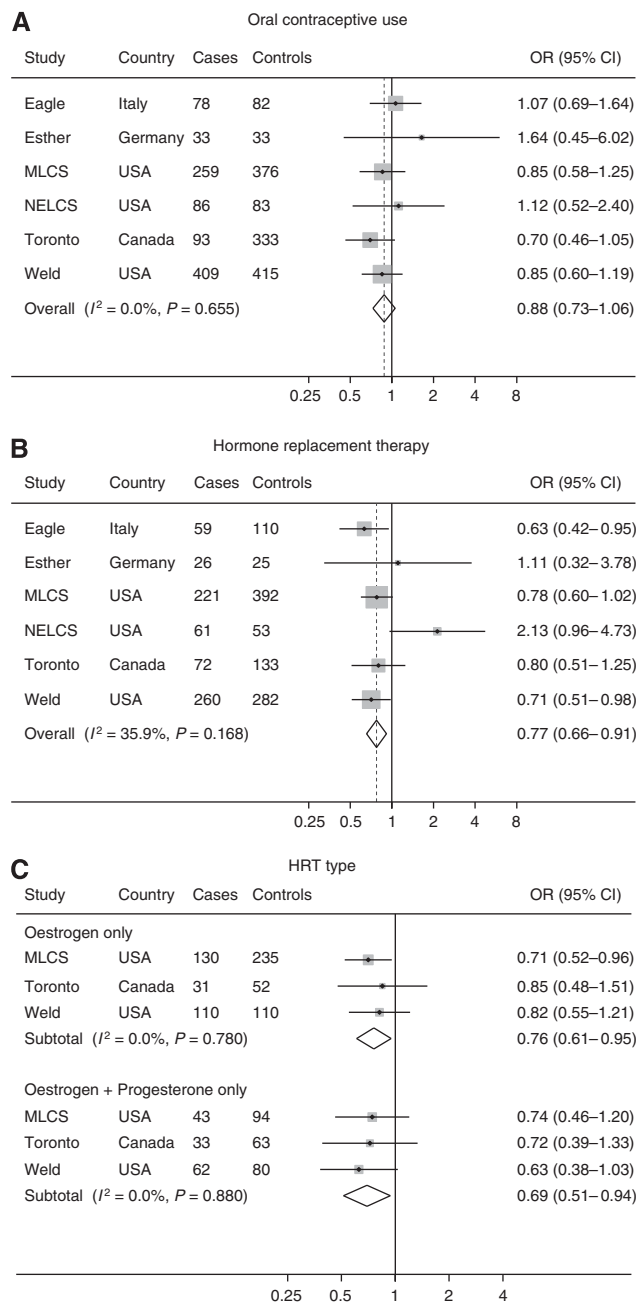 A
Oral contraceptive use
Study Country Cases Controls OR (95% CI)
Eagle Italy 78 82 1.07 (0.69–1.64)
Esther Germany 33 33 1.64 (0.45–6.02)
MLCS USA 259 376 0.85 (0.58–1.25)
NELCS USA 86 83 1.12 (0.52–2.40)
Toronto Canada 93 333 0.70 (0.46–1.05)
Weld USA 409 415 0.85 (0.60–1.19)
Overall (I² = 0.0%, P = 0.655) 0.88 (0.73–1.06)
0.25 0.5 1 2 4 8
B
Hormone replacement therapy
Study Country Cases Controls OR (95% CI)
Eagle Italy 59 110 0.63 (0.42–0.95)
Esther Germany 26 25 1.11 (0.32–3.78)
MLCS USA 221 392 0.78 (0.60–1.02)
NELCS USA 61 53 2.13 (0.96–4.73)
Toronto Canada 72 133 0.80 (0.51–1.25)
Weld USA 260 282 0.71 (0.51–0.98)
Overall (I² = 35.9%, P = 0.168) 0.77 (0.66–0.91)
0.25 0.5 1 2 4 8
C
HRT type
Study Country Cases Controls OR (95% CI)
Oestrogen only
MLCS USA 130 235 0.71 (0.52–0.96)
Toronto Canada 31 52 0.85 (0.48–1.51)
Weld USA 110 110 0.82 (0.55–1.21)
Subtotal (I² = 0.0%, P = 0.780) 0.76 (0.61–0.95)
Oestrogen + Progesterone only
MLCS USA 43 94 0.74 (0.46–1.20)
Toronto Canada 33 63 0.72 (0.39–1.33)
Weld USA 62 80 0.63 (0.38–1.03)
Subtotal (I² = 0.0%, P = 0.880) 0.69 (0.51–0.94)
0.25 0.5 1 2 4